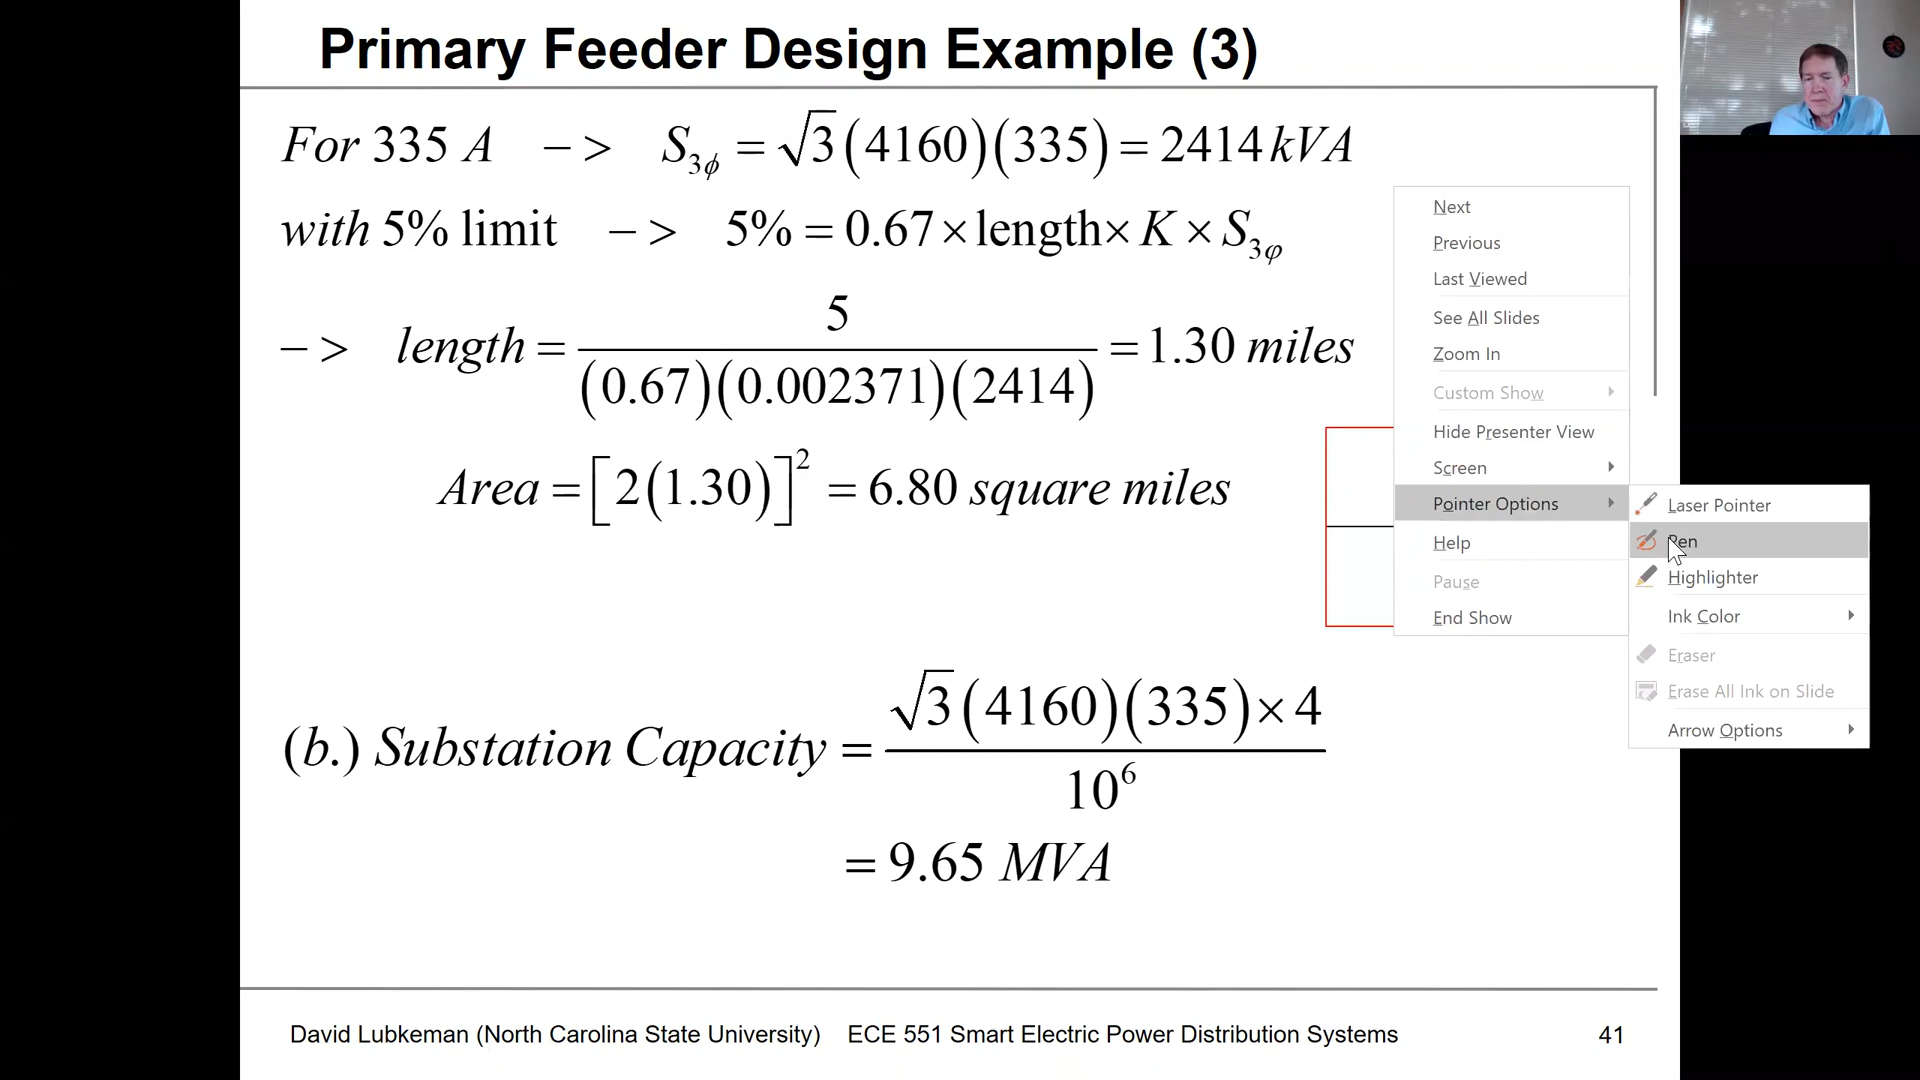 Primary Feeder Design Example (3)
For 335 A −> S3ϕ = √3(4160)(335) = 2414 kVA
with 5% limit −> 5% = 0.67 × length × K × S3φ
−> length = 5 / (0.67)(0.002371)(2414) = 1.30 miles
Area = [2(1.30)]² = 6.80 square miles
(b.) Substation Capacity = √3(4160)(335) × 4 / 10⁶
= 9.65 MVA
Next
Previous
Last Viewed
See All Slides
Zoom In
Custom Show
Hide Presenter View
Screen
Pointer Options
Help
Pause
End Show
Laser Pointer
Pen
Highlighter
Ink Color
Eraser
Erase All Ink on Slide
Arrow Options
David Lubkeman (North Carolina State University) ECE 551 Smart Electric Power Distribution Systems 41